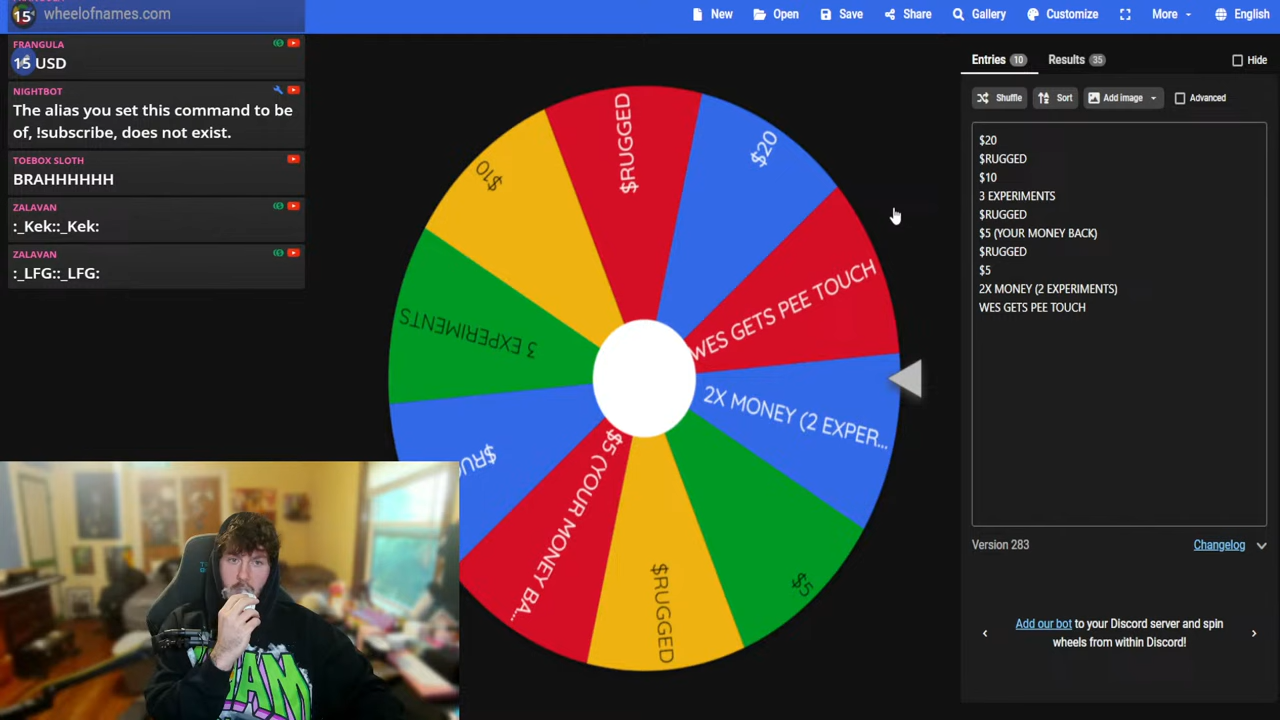 15 wheelofnames.com
New
Open
Save
Share
Gallery
Customize
More
English
FRANGULA
15 USD
NIGHTBOT
The alias you set this command to be
of, !subscribe, does not exist.
TOEBOX SLOTH
BRAHHHHHH
ZALAVAN
:_Kek::_Kek:
ZALAVAN
:_LFG::_LFG:
$RUGGED
$20
WES GETS PEE TOUCH
2X MONEY (2 EXPER...
$5
$RUGGED
$5 (YOUR MONEY BA...
$RUG
3 EXPERIMENTS
$10
Entries 10
Results 35
Hide
Shuffle
Sort
Add image
Advanced
$20
$RUGGED
$10
3 EXPERIMENTS
$RUGGED
$5 (YOUR MONEY BACK)
$RUGGED
$5
2X MONEY (2 EXPERIMENTS)
WES GETS PEE TOUCH
Version 283
Changelog
Add our bot to your Discord server and spin
wheels from within Discord!